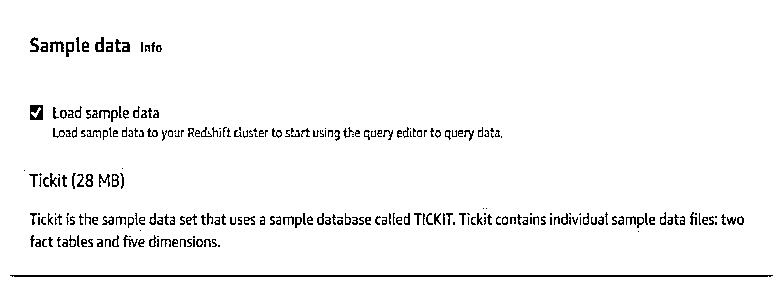 Sample data Info
Load sample data
Load sample data to your Redshift cluster to start using the query editor to query data.
Tickit (28 MB)
Tickit is the sample data set that uses a sample database called TICKIT. Tickit contains individual sample data files: two
fact tables and five dimensions.